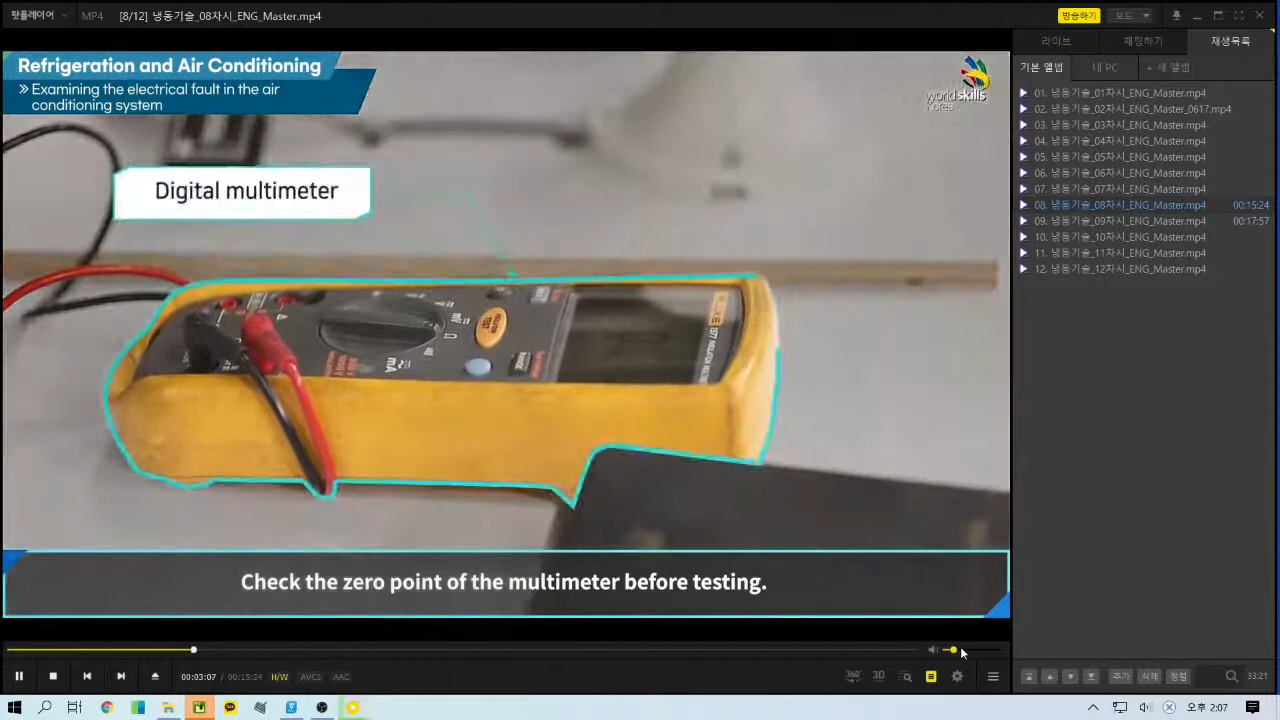 팟플레이어
MP4
[8/12] 냉동기술_08차시_ENG_Master.mp4
방송하기
모드
라이브
채팅하기
재생목록
기본 앨범
내 PC
+ 새 앨범
01. 냉동기술_01차시_ENG_Master.mp4
02. 냉동기술_02차시_ENG_Master_0617.mp4
03. 냉동기술_03차시_ENG_Master.mp4
04. 냉동기술_04차시_ENG_Master.mp4
05. 냉동기술_05차시_ENG_Master.mp4
06. 냉동기술_06차시_ENG_Master.mp4
07. 냉동기술_07차시_ENG_Master.mp4
08. 냉동기술_08차시_ENG_Master.mp4 00:15:24
09. 냉동기술_09차시_ENG_Master.mp4 00:17:57
10. 냉동기술_10차시_ENG_Master.mp4
11. 냉동기술_11차시_ENG_Master.mp4
12. 냉동기술_12차시_ENG_Master.mp4
Refrigeration and Air Conditioning
» Examining the electrical fault in the air
conditioning system
world skills
Korea
Digital multimeter
TEST
RANGE
mV
Ω
mA
Check the zero point of the multimeter before testing.
00:03:07 / 00:15:24 H/W AVC1 AAC
360°
3D
추가
삭제
정렬
33:21
오후 2:07